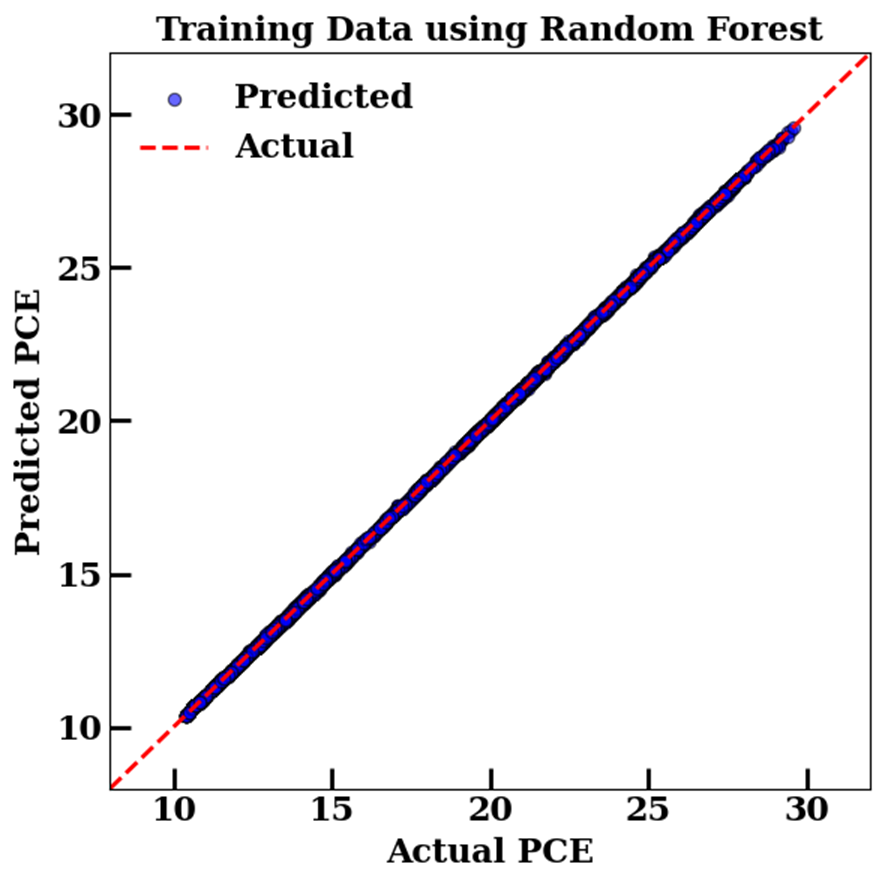 Training Data using Random Forest
Predicted
Actual
30
25
20
15
10
Predicted PCE
10 15 20 25 30
Actual PCE